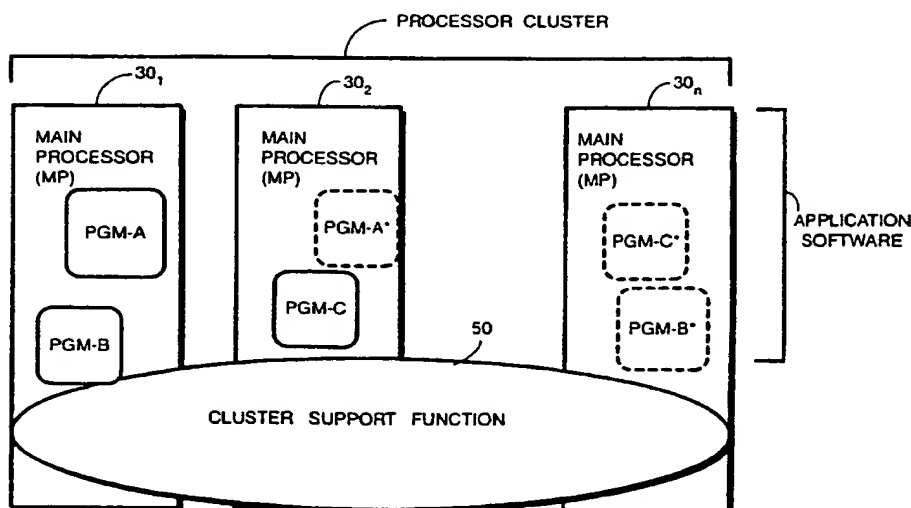 PROCESSOR CLUSTER
30₁
30₂
30ₙ
MAIN
PROCESSOR
(MP)
MAIN
PROCESSOR
(MP)
MAIN
PROCESSOR
(MP)
PGM-A
PGM-A*
PGM-C*
APPLICATION
SOFTWARE
PGM-B
PGM-C
PGM-B*
50
CLUSTER SUPPORT FUNCTION